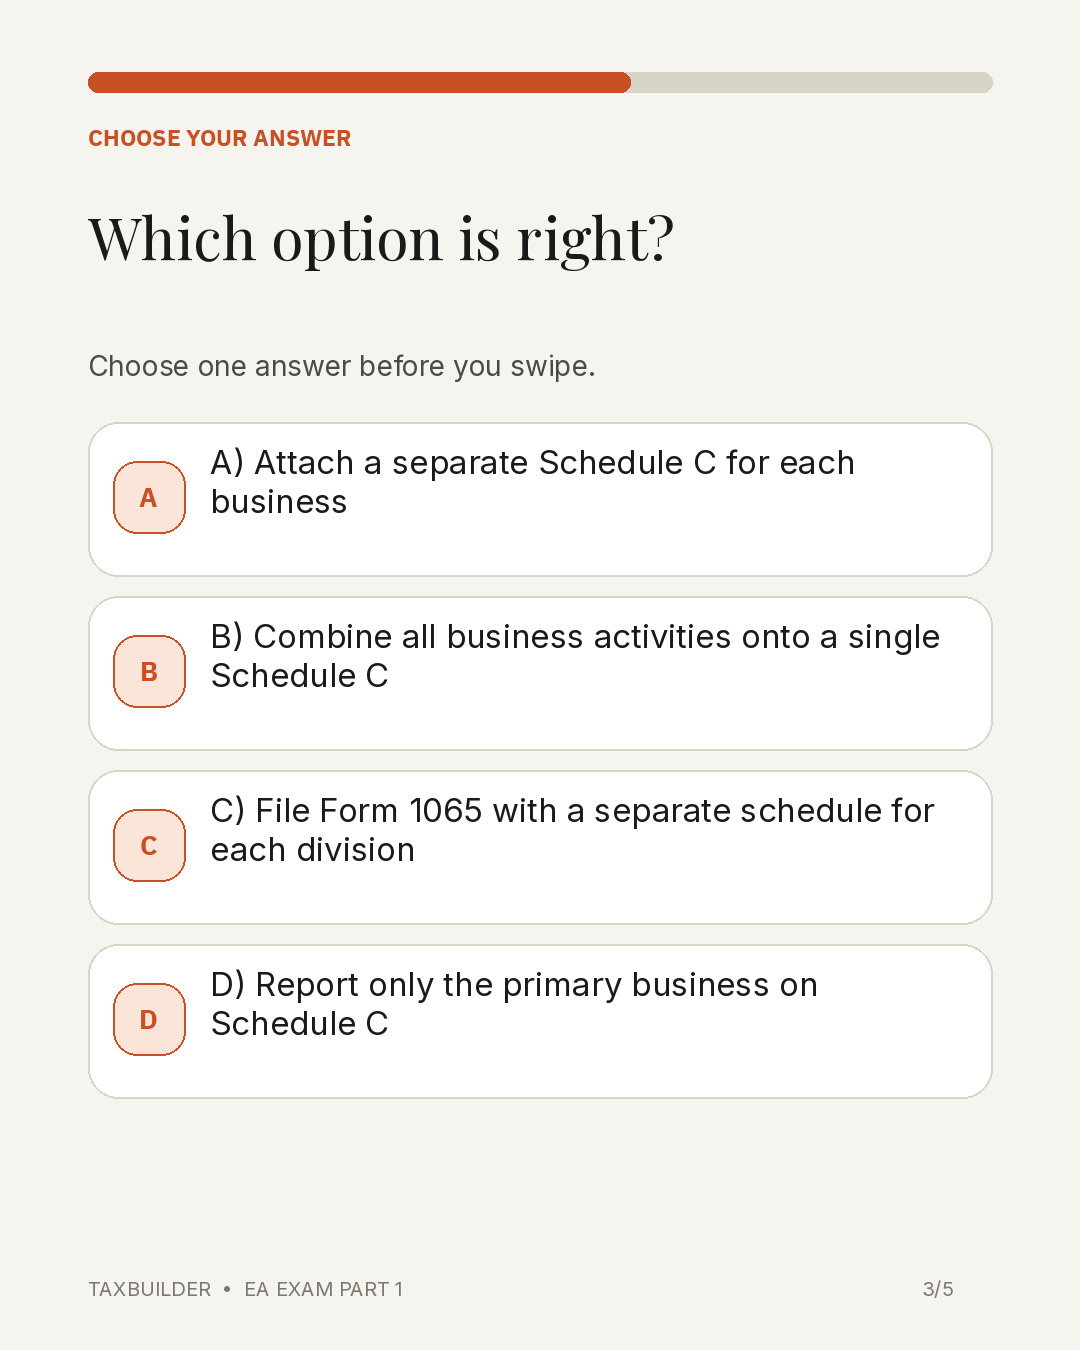 CHOOSE YOUR ANSWER
Which option is right?
Choose one answer before you swipe.
A
A) Attach a separate Schedule C for each
business
B
B) Combine all business activities onto a single
Schedule C
C
C) File Form 1065 with a separate schedule for
each division
D
D) Report only the primary business on
Schedule C
TAXBUILDER • EA EXAM PART 1
3/5